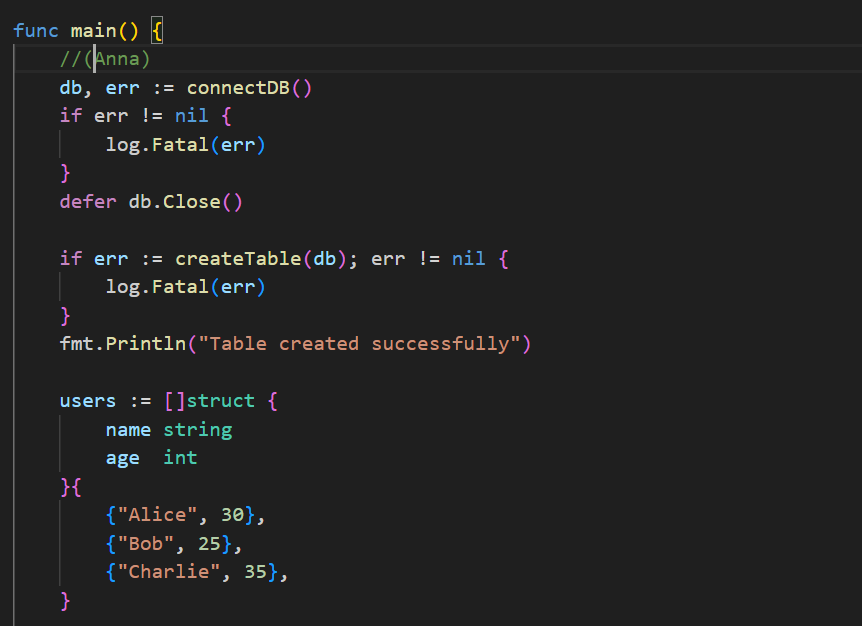 func main() {
//(Anna)
db, err := connectDB()
if err != nil {
log.Fatal(err)
}
defer db.Close()
if err := createTable(db); err != nil {
log.Fatal(err)
}
fmt.Println("Table created successfully")
users := []struct {
name string
age  int
}{
{"Alice", 30},
{"Bob", 25},
{"Charlie", 35},
}